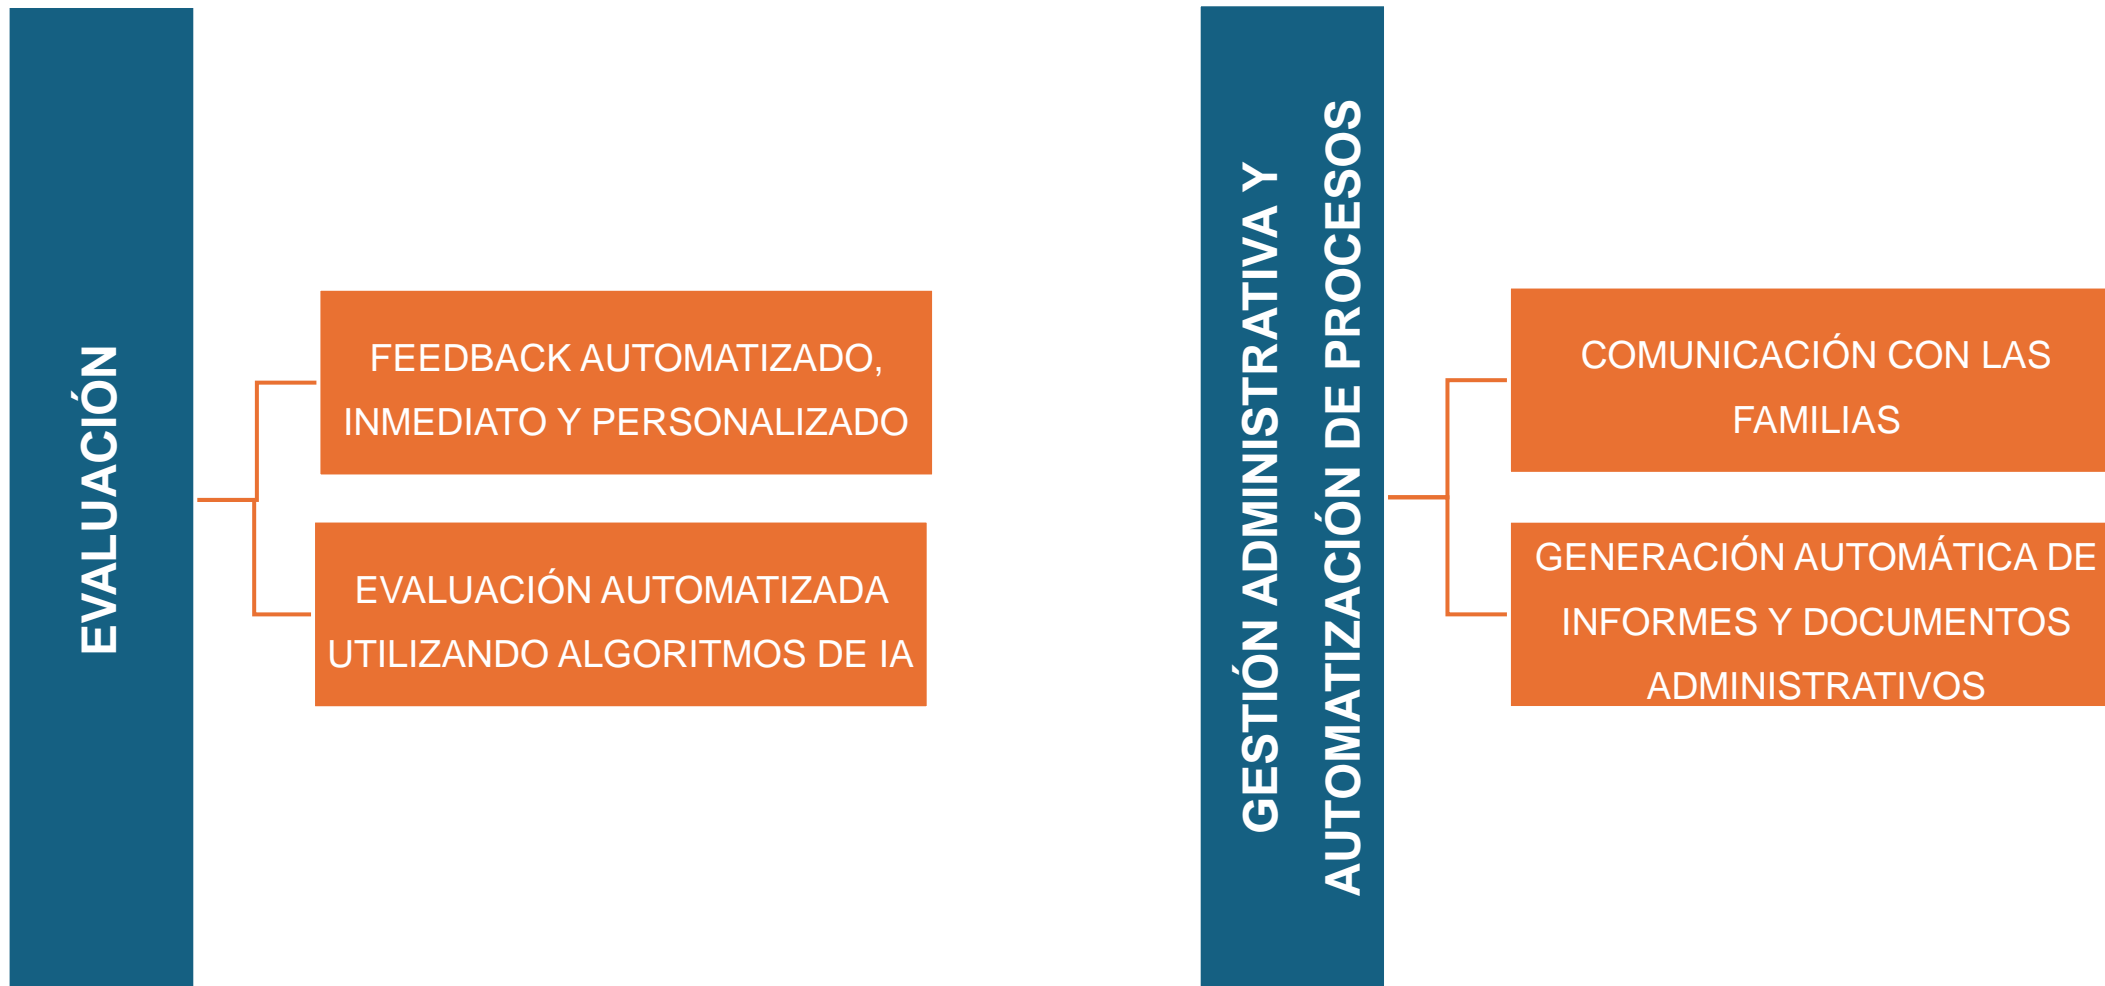 EVALUACIÓN
FEEDBACK AUTOMATIZADO,
INMEDIATO Y PERSONALIZADO
EVALUACIÓN AUTOMATIZADA
UTILIZANDO ALGORITMOS DE IA
GESTIÓN ADMINISTRATIVA Y
AUTOMATIZACIÓN DE PROCESOS
COMUNICACIÓN CON LAS
FAMILIAS
GENERACIÓN AUTOMÁTICA DE
INFORMES Y DOCUMENTOS
ADMINISTRATIVOS